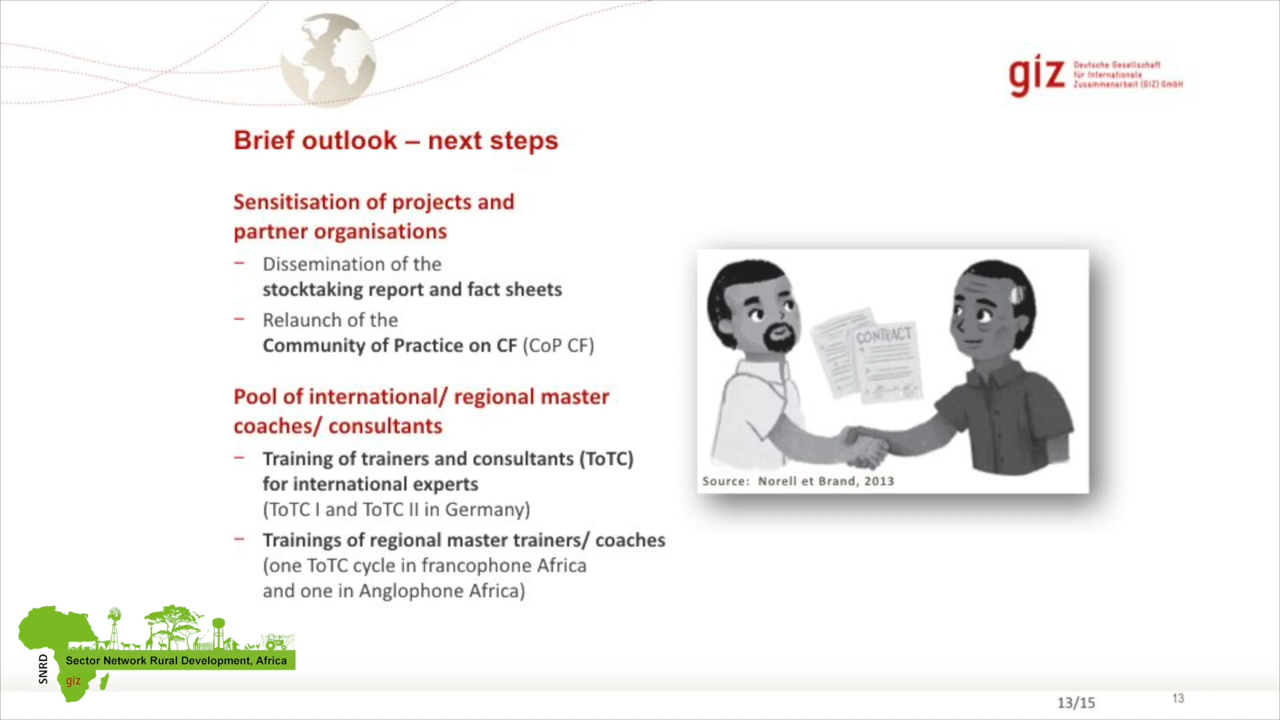 giz Deutsche Gesellschaft
für Internationale
Zusammenarbeit (GIZ) GmbH
Brief outlook – next steps
Sensitisation of projects and
partner organisations
– Dissemination of the
stocktaking report and fact sheets
– Relaunch of the
Community of Practice on CF (CoP CF)
Pool of international/ regional master
coaches/ consultants
– Training of trainers and consultants (ToTC)
for international experts
(ToTC I and ToTC II in Germany)
– Trainings of regional master trainers/ coaches
(one ToTC cycle in francophone Africa
and one in Anglophone Africa)
CONTRACT
Source: Norell et Brand, 2013
SNRD
Sector Network Rural Development, Africa
giz
13/15
13